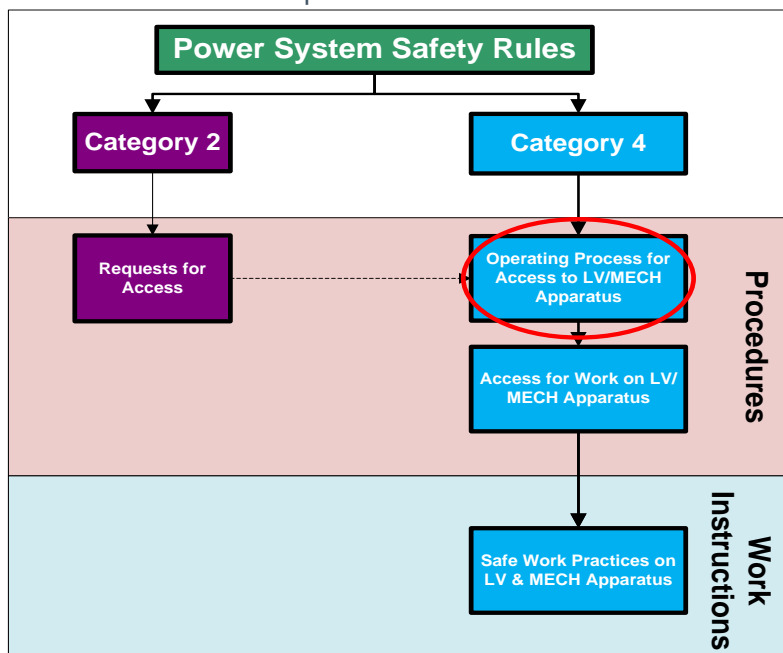 Power System Safety Rules
Category 2
Category 4
Requests for
Access
Operating Process for
Access to LV/MECH
Apparatus
Procedures
Access for Work on LV/
MECH Apparatus
Work
Instructions
Safe Work Practices on
LV & MECH Apparatus